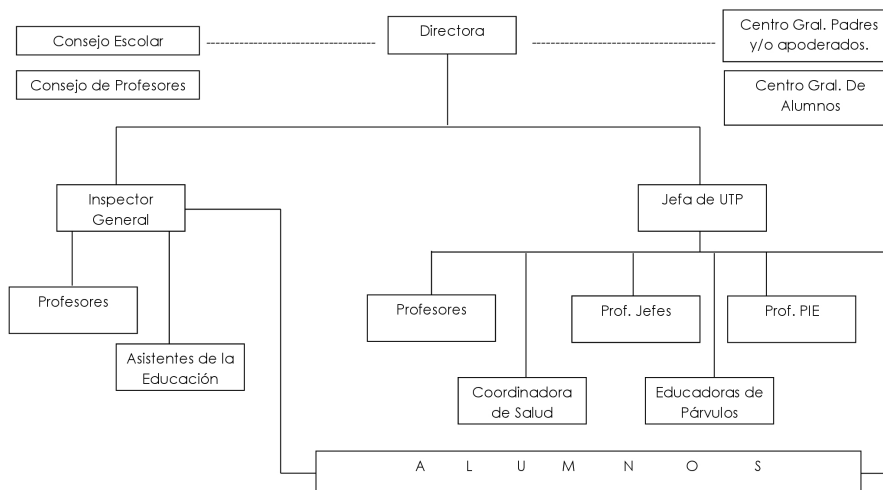 Consejo Escolar
Directora
Centro Gral. Padres
y/o apoderados.
Consejo de Profesores
Centro Gral. De
Alumnos
Inspector
General
Jefa de UTP
Profesores
Profesores
Prof. Jefes
Prof. PIE
Asistentes de la
Educación
Coordinadora
de Salud
Educadoras de
Párvulos
A L U M N O S